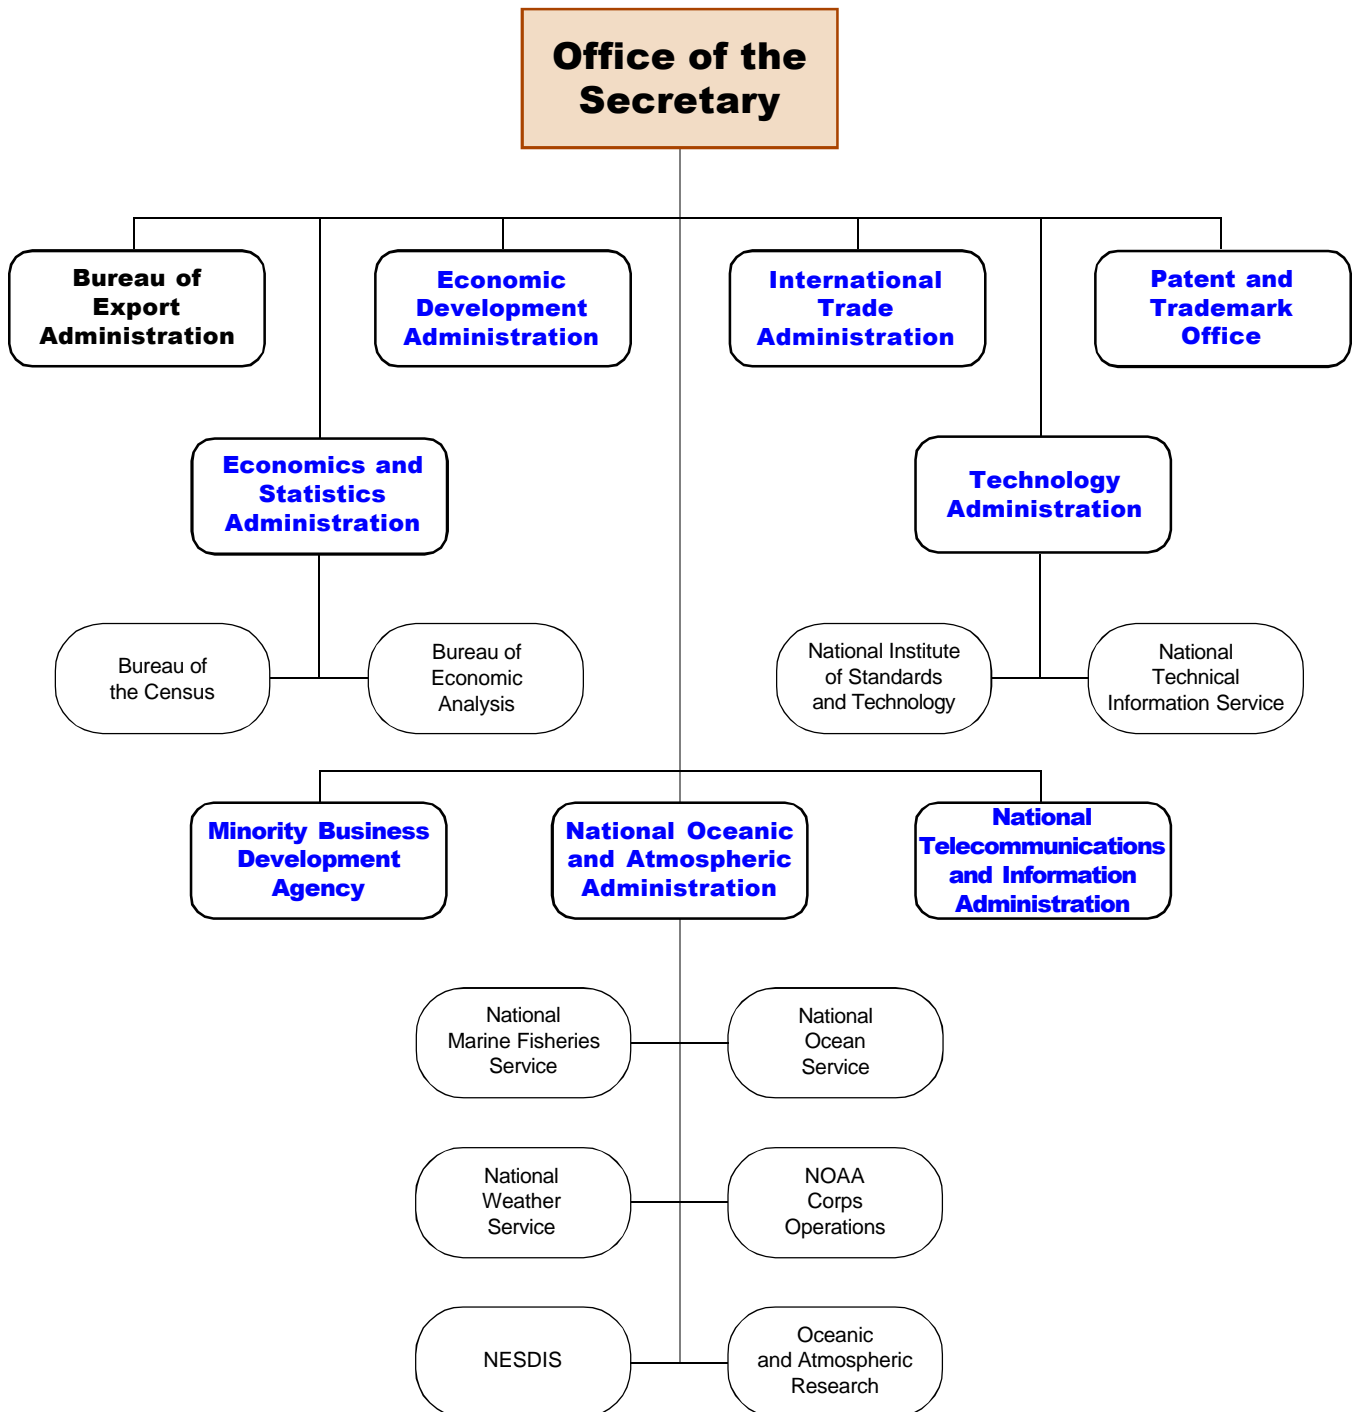 Office of the
Secretary
Bureau of
Export
Administration
Economic
Development
Administration
International
Trade
Administration
Patent and
Trademark
Office
Economics and
Statistics
Administration
Technology
Administration
Bureau of
the Census
Bureau of
Economic
Analysis
National Institute
of Standards
and Technology
National
Technical
Information Service
Minority Business
Development
Agency
National Oceanic
and Atmospheric
Administration
National
Telecommunications
and Information
Administration
National
Marine Fisheries
Service
National
Ocean
Service
National
Weather
Service
NOAA
Corps
Operations
NESDIS
Oceanic
and Atmospheric
Research